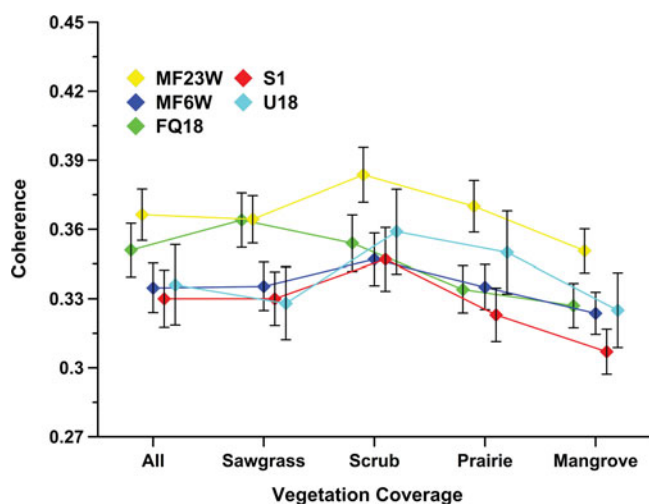 0.45
0.42
0.39
0.36
0.33
0.3
0.27
Coherence
MF23W S1
MF6W U18
FQ18
All Sawgrass Scrub Prairie Mangrove
Vegetation Coverage